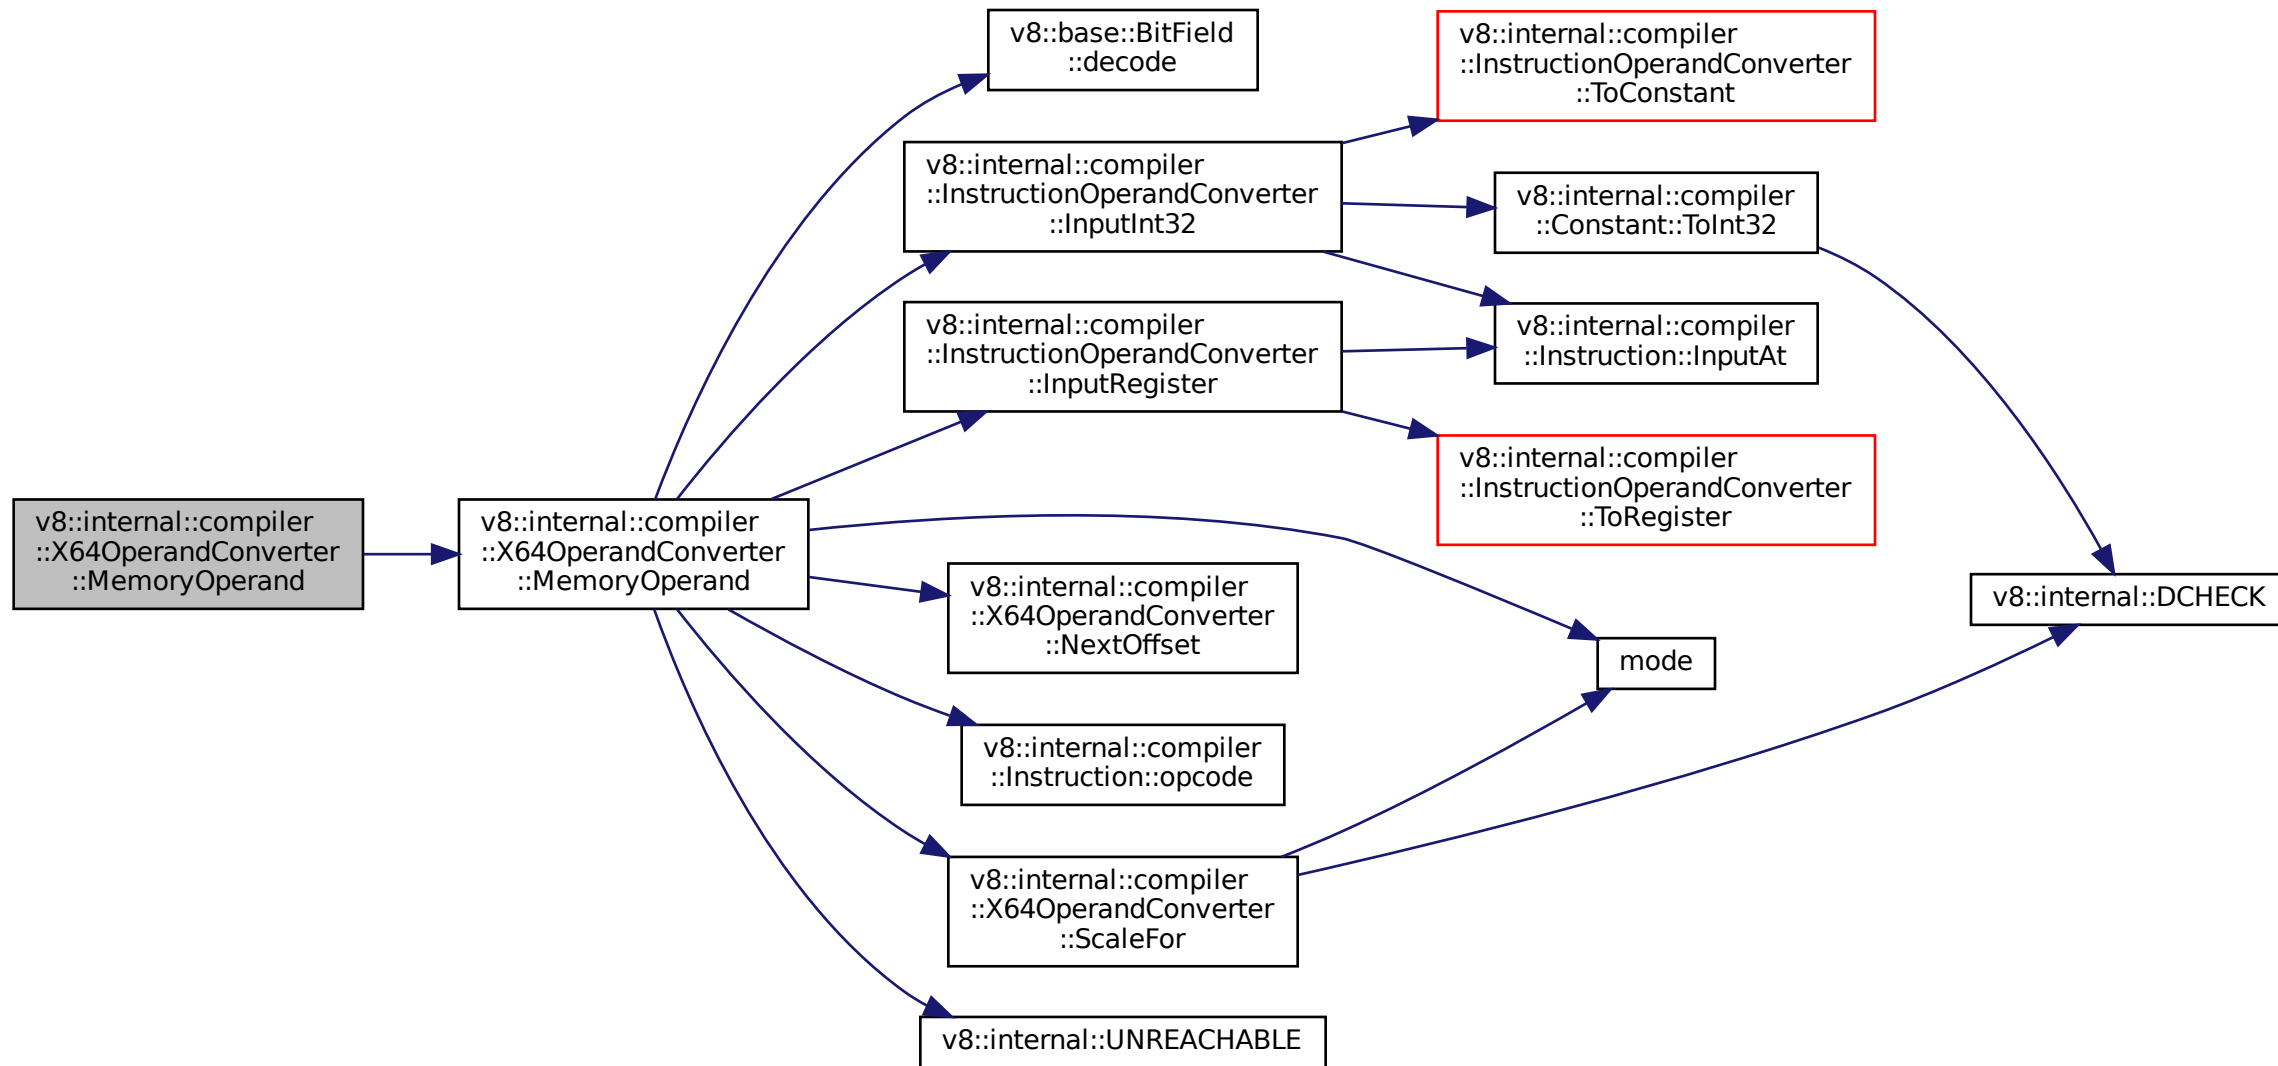 v8::internal::compiler
::X64OperandConverter
::MemoryOperand
v8::internal::compiler
::X64OperandConverter
::MemoryOperand
v8::base::BitField
::decode
v8::internal::compiler
::InstructionOperandConverter
::InputInt32
v8::internal::compiler
::InstructionOperandConverter
::InputRegister
v8::internal::compiler
::X64OperandConverter
::NextOffset
v8::internal::compiler
::Instruction::opcode
v8::internal::compiler
::X64OperandConverter
::ScaleFor
v8::internal::UNREACHABLE
v8::internal::compiler
::InstructionOperandConverter
::ToConstant
v8::internal::compiler
::Constant::ToInt32
v8::internal::compiler
::Instruction::InputAt
v8::internal::compiler
::InstructionOperandConverter
::ToRegister
mode
v8::internal::DCHECK